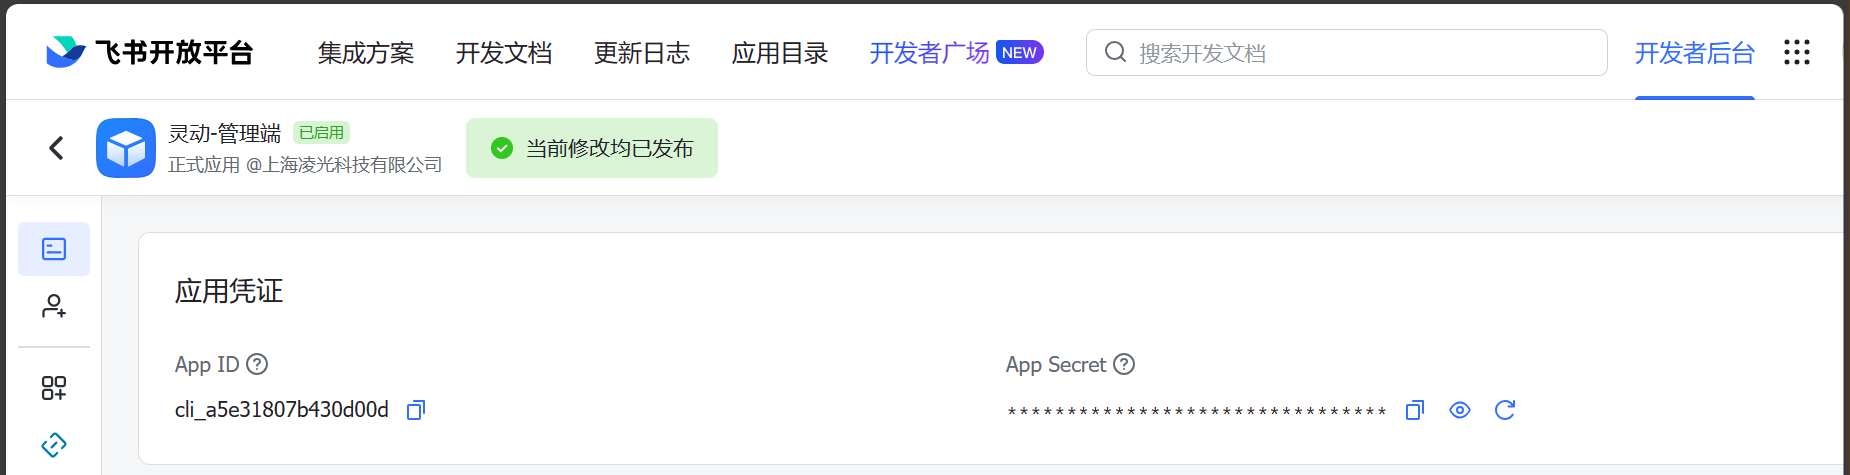 飞书开放平台 集成方案 开发文档 更新日志 应用目录 开发者广场 NEW 搜索开发文档 开发者后台
灵动-管理端 已启用
正式应用 @上海凌光科技有限公司
当前修改均已发布
应用凭证
App ID
cli_a5e31807b430d00d
App Secret
********************************